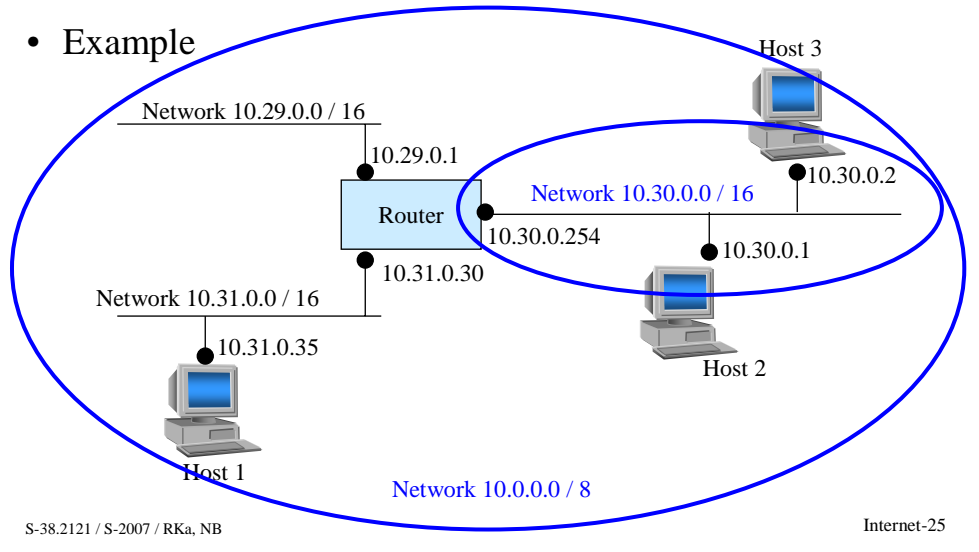 • Example
Host 3
Network 10.29.0.0 / 16
10.29.0.1
10.30.0.2
Network 10.30.0.0 / 16
Router
10.30.0.254
10.30.0.1
10.31.0.30
Network 10.31.0.0 / 16
10.31.0.35
Host 2
Host 1
Network 10.0.0.0 / 8
S-38.2121 / S-2007 / RKa, NB
Internet-25